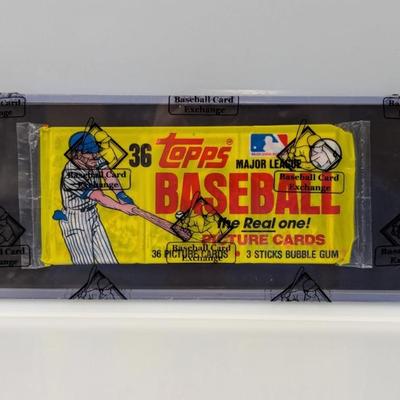 Baseball Card
Exchange
Card
Exchange
36 TOPPS®
MAJOR LEAGUE
BASEBALL
the Real one!
PICTURE CARDS
36 PICTURE CARDS • 3 STICKS BUBBLE GUM
Baseball Card
Exchange
Baseball Card
Exchange
Baseball Card
Exchange